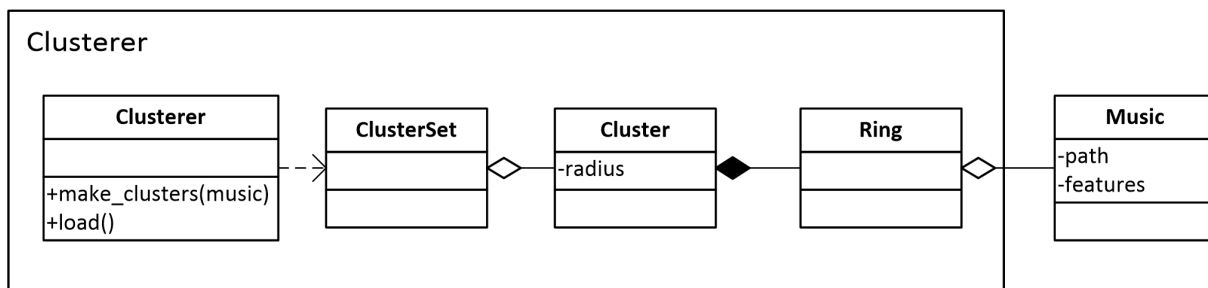 Clusterer
Clusterer
+make_clusters(music)
+load()
ClusterSet
Cluster
-radius
Ring
Music
-path
-features